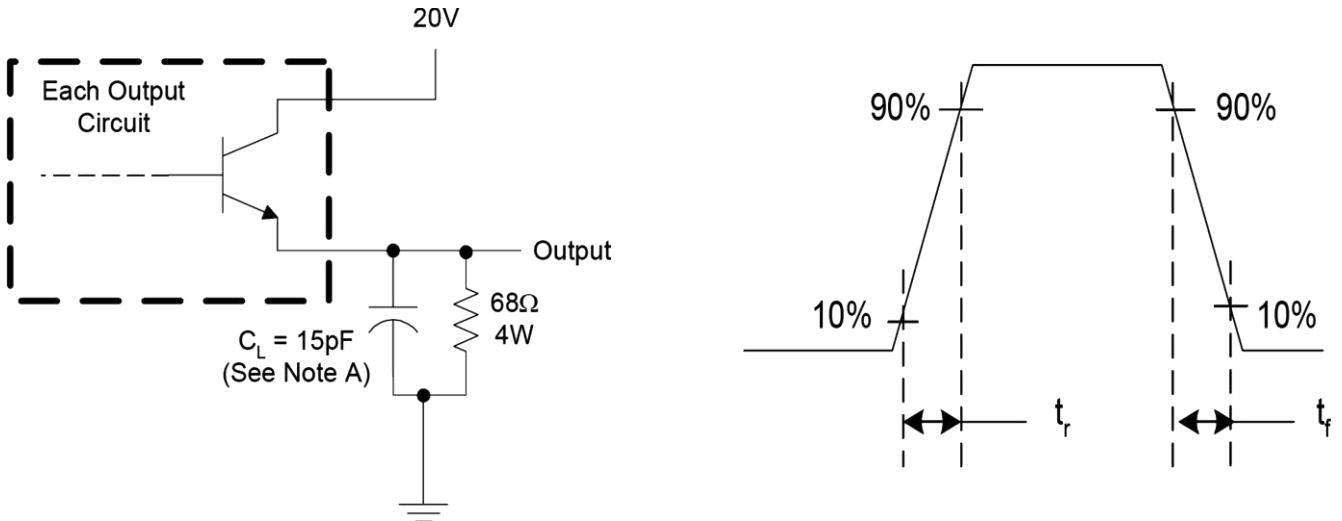 20V
Each Output
Circuit
Output
68Ω
4W
C_L = 15pF
(See Note A)
90%
90%
10%
10%
t_r
t_f